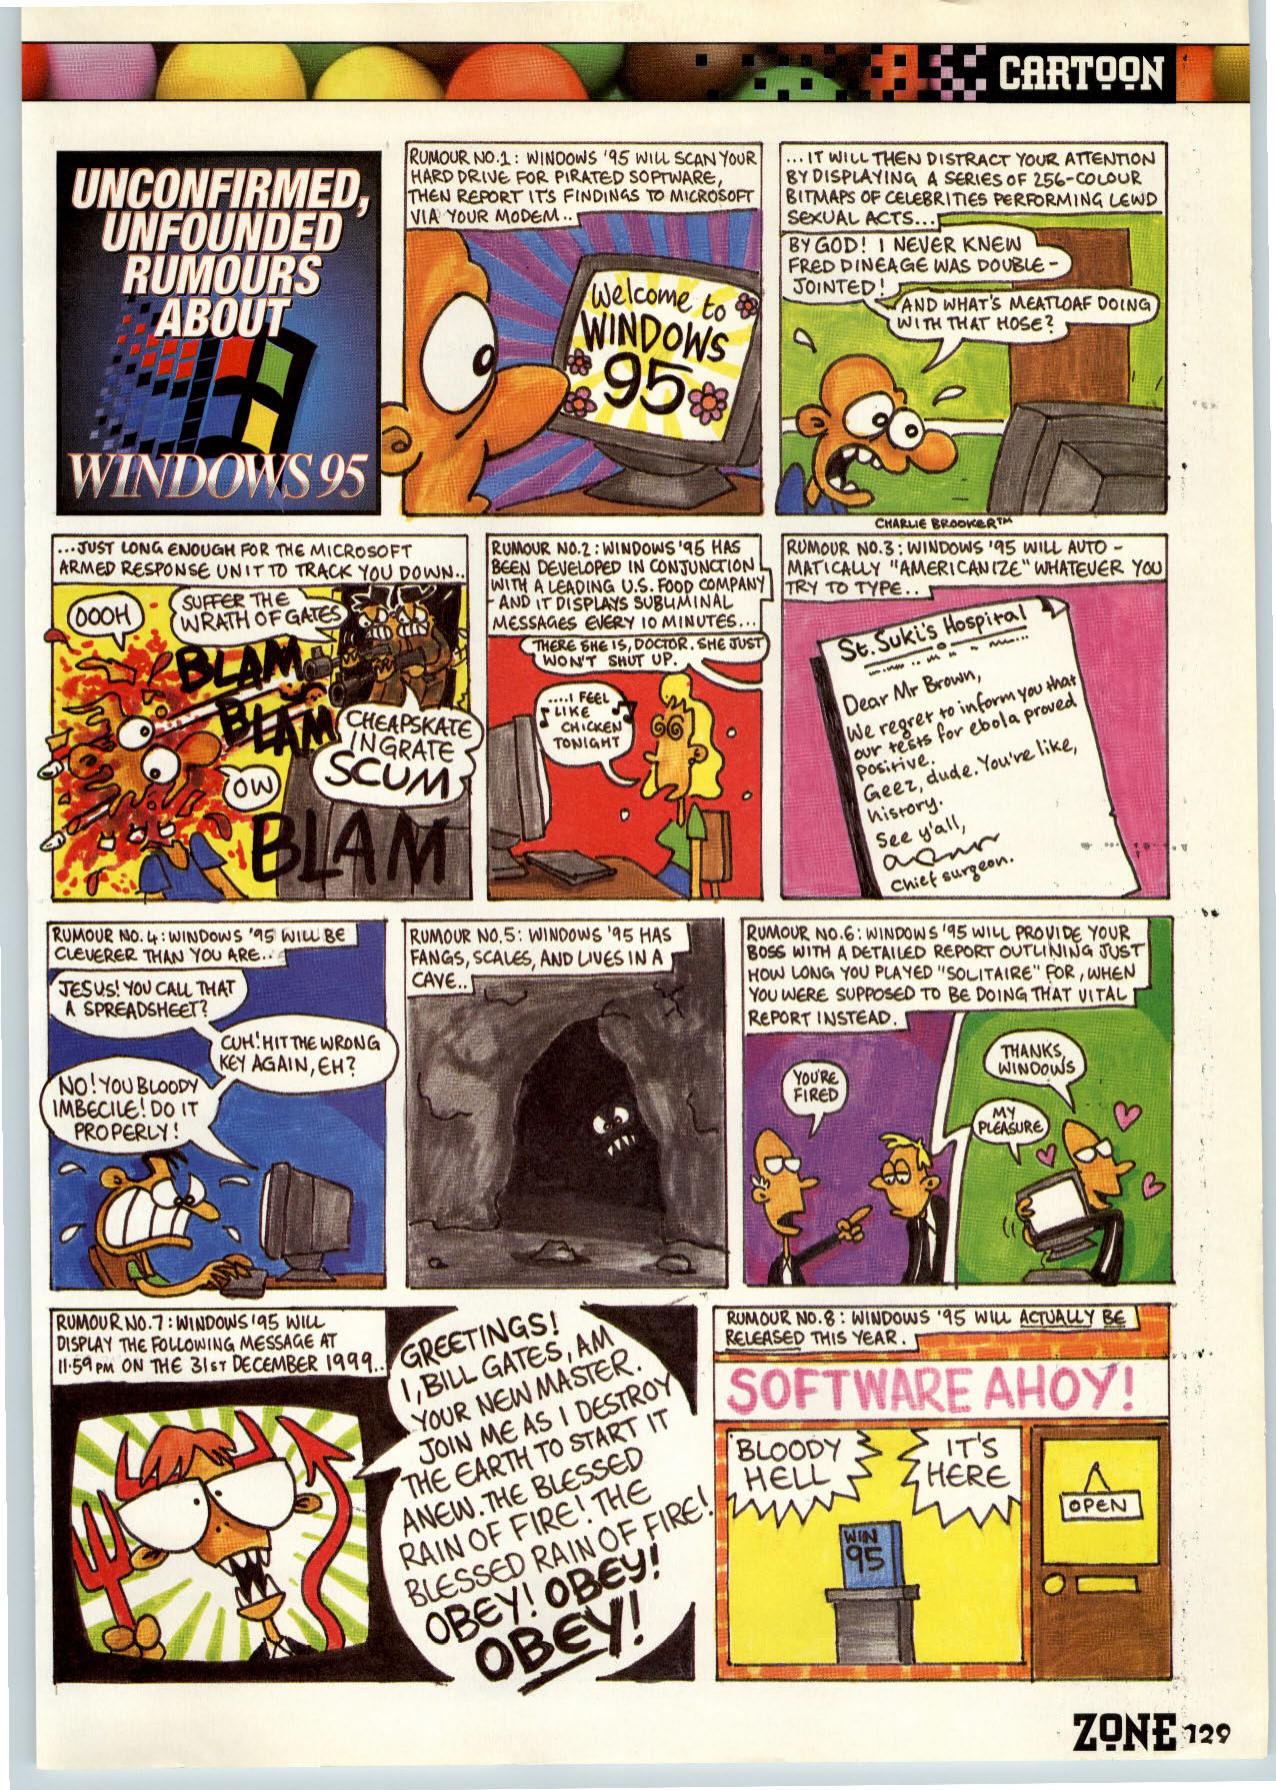 CARTOON
UNCONFIRMED,
UNFOUNDED
RUMOURS
ABOUT
WINDOWS 95
RUMOUR NO.1: WINDOWS '95 WILL SCAN YOUR
HARD DRIVE FOR PIRATED SOFTWARE,
THEN REPORT IT'S FINDINGS TO MICROSOFT
VIA YOUR MODEM..
Welcome to
WINDOWS
95
...IT WILL THEN DISTRACT YOUR ATTENTION
BY DISPLAYING A SERIES OF 256-COLOUR
BITMAPS OF CELEBRITIES PERFORMING LEWD
SEXUAL ACTS...
BY GOD! I NEVER KNEW
FRED DINEAGE WAS DOUBLE-
JOINTED!
AND WHAT'S MEATLOAF DOING
WITH THAT HOSE?
CHARLIE BROOKER™
...JUST LONG ENOUGH FOR THE MICROSOFT
ARMED RESPONSE UNIT TO TRACK YOU DOWN..
OOOH
SUFFER THE
WRATH OF GATES
BLAM
BLAM
CHEAPSKATE
INGRATE
SCUM
OW
BLAM
RUMOUR NO.2: WINDOWS '95 HAS
BEEN DEVELOPED IN CONJUNCTION
WITH A LEADING U.S. FOOD COMPANY
- AND IT DISPLAYS SUBLIMINAL
MESSAGES EVERY 10 MINUTES...
THERE SHE IS, DOCTOR. SHE JUST
WON'T SHUT UP.
....I FEEL
LIKE
CHICKEN
TONIGHT
RUMOUR NO.3: WINDOWS '95 WILL AUTO-
MATICALLY "AMERICANIZE" WHATEVER YOU
TRY TO TYPE..
St. Suki's Hospital
Dear Mr Brown,
We regret to inform you that
our tests for ebola proved
positive.
Geez, dude. You're like,
history.
See y'all,
Chief surgeon.
RUMOUR NO. 4: WINDOWS '95 WILL BE
CLEVERER THAN YOU ARE...
JESUS! YOU CALL THAT
A SPREADSHEET?
CUH! HIT THE WRONG
KEY AGAIN, EH?
NO! YOU BLOODY
IMBECILE! DO IT
PROPERLY!
RUMOUR NO.5: WINDOWS '95 HAS
FANGS, SCALES, AND LIVES IN A
CAVE..
RUMOUR NO.6: WINDOWS '95 WILL PROVIDE YOUR
BOSS WITH A DETAILED REPORT OUTLINING JUST
HOW LONG YOU PLAYED "SOLITAIRE" FOR, WHEN
YOU WERE SUPPOSED TO BE DOING THAT VITAL
REPORT INSTEAD.
YOU'RE
FIRED
THANKS,
WINDOWS
MY
PLEASURE
RUMOUR NO.7: WINDOWS '95 WILL
DISPLAY THE FOLLOWING MESSAGE AT
11:59 PM ON THE 31ST DECEMBER 1999..
GREETINGS!
I, BILL GATES, AM
YOUR NEW MASTER.
JOIN ME AS I DESTROY
THE EARTH TO START IT
ANEW. THE BLESSED
RAIN OF FIRE! THE
BLESSED RAIN OF FIRE!
OBEY! OBEY!
OBEY!
RUMOUR NO.8: WINDOWS '95 WILL ACTUALLY BE
RELEASED THIS YEAR.
SOFTWARE AHOY!
BLOODY
HELL
IT'S
HERE
WIN
95
OPEN
ZONE 129